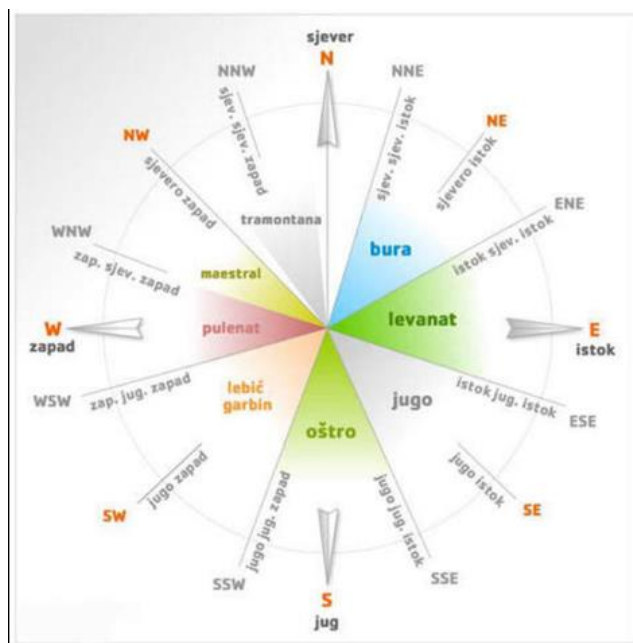 sjever
N
NNW
NNE
sjev. sjev. zapad
sjev. sjev. istok
NW
NE
sjevero zapad
sjevero istok
ENE
istok sjev. istok
tramontana
WNW
zap. sjev. zapad
bura
maestral
W
zapad
pulenat
levanat
E
istok
WSW
zap. jug. zapad
lebić
garbin
jugo
istok jug. istok
ESE
oštro
SW
jugo zapad
jugo istok
SE
SSW
jugo jug. zapad
jugo jug. istok
SSE
S
jug